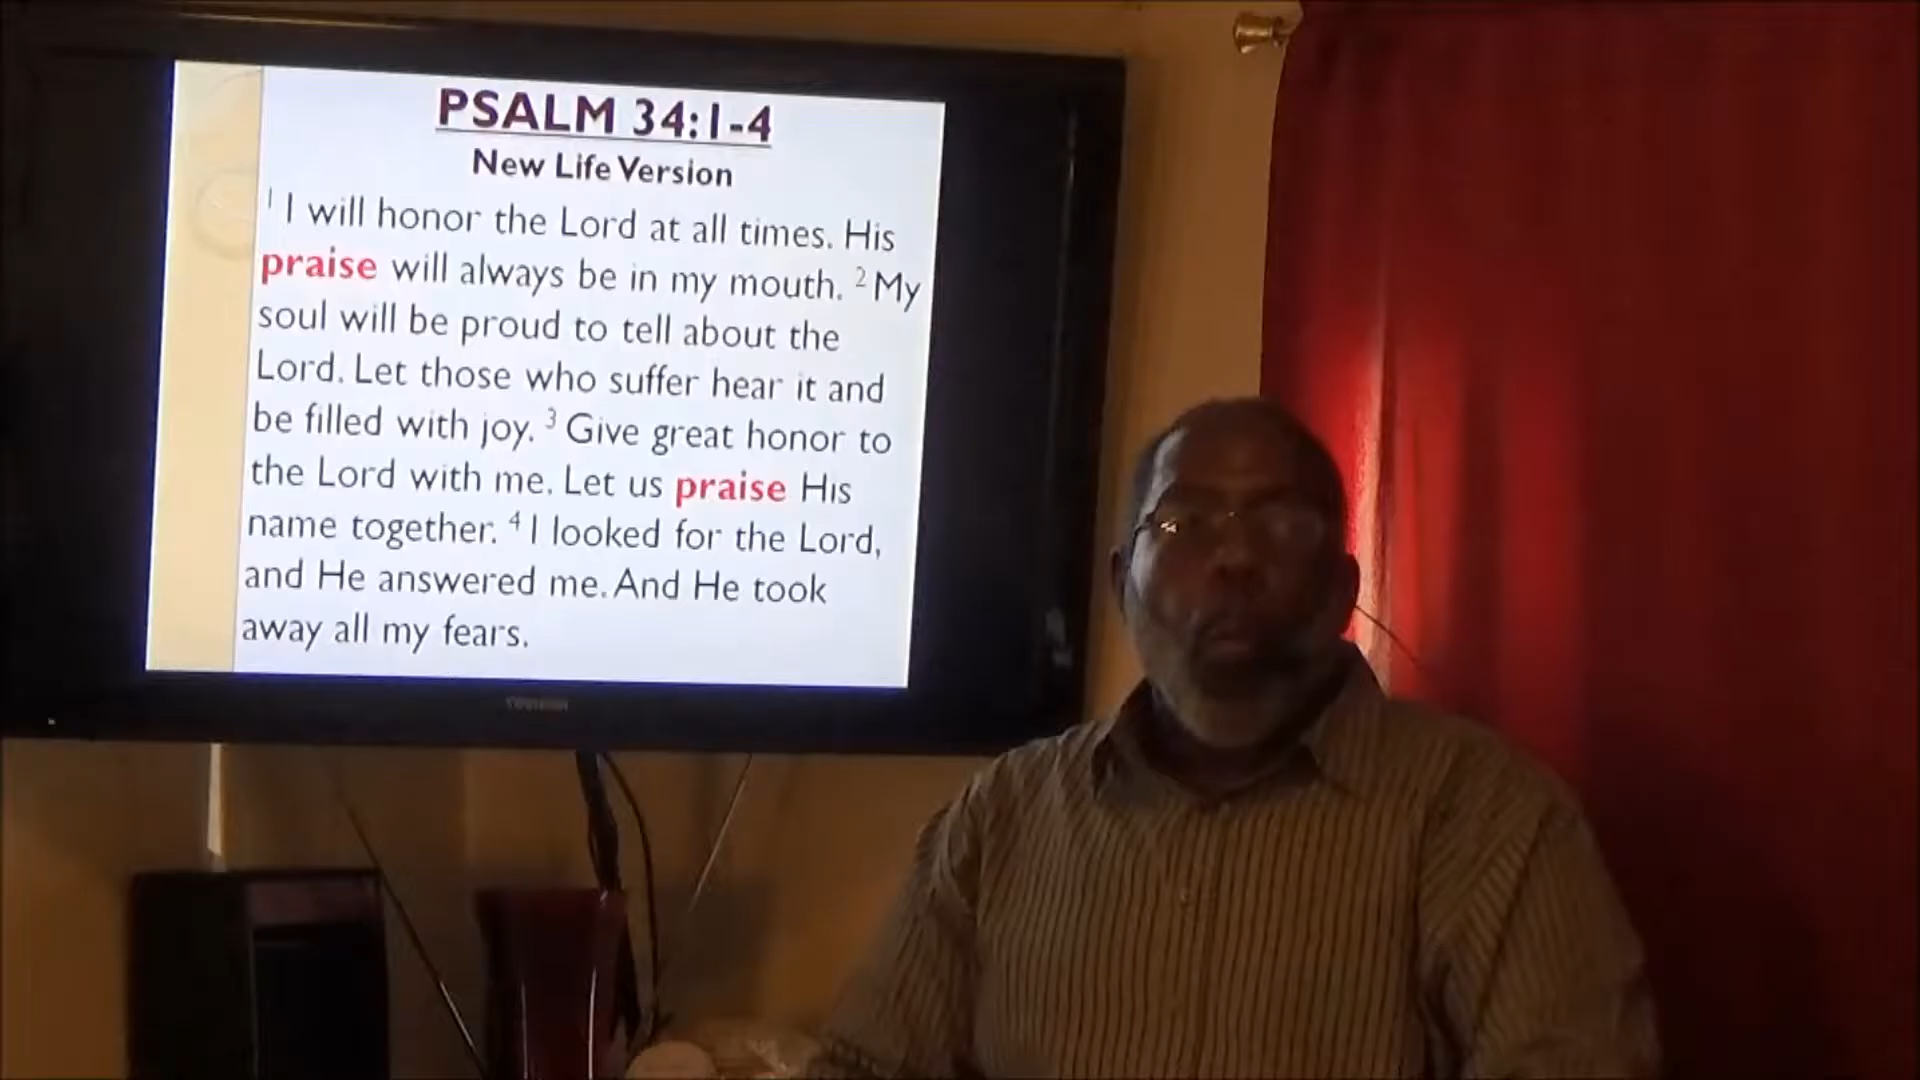 PSALM 34:1-4
New Life Version
1 I will honor the Lord at all times. His
praise will always be in my mouth. 2 My
soul will be proud to tell about the
Lord. Let those who suffer hear it and
be filled with joy. 3 Give great honor to
the Lord with me. Let us praise His
name together. 4 I looked for the Lord,
and He answered me. And He took
away all my fears.